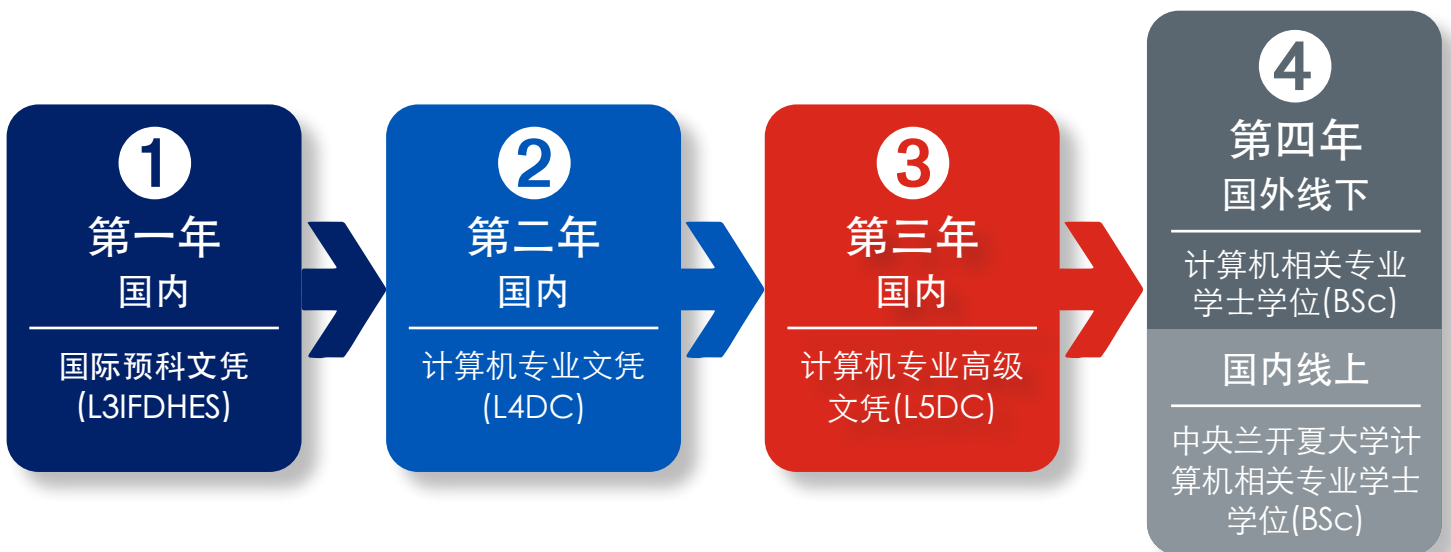 1
第一年
国内
国际预科文凭
(L3IFDHES)
2
第二年
国内
计算机专业文凭
(L4DC)
3
第三年
国内
计算机专业高级
文凭(L5DC)
4
第四年
国外线下
计算机相关专业
学士学位(BSc)
国内线上
中央兰开夏大学计
算机相关专业学士
学位(BSc)